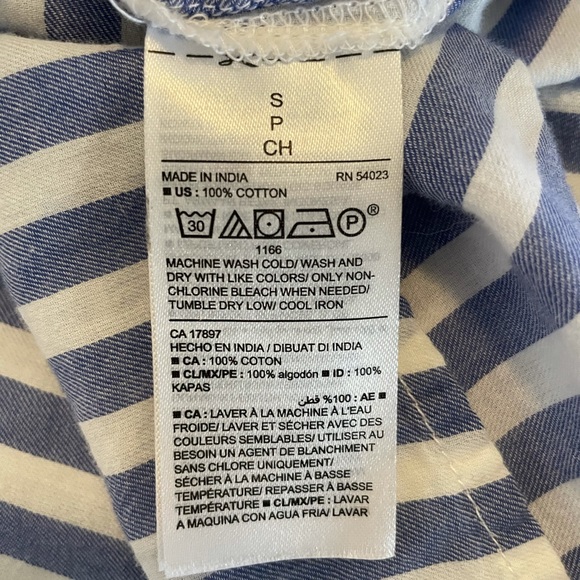 S
P
CH
MADE IN INDIA RN 54023
■ US : 100% COTTON
30 P ®
1166
MACHINE WASH COLD/ WASH AND
DRY WITH LIKE COLORS/ ONLY NON-
CHLORINE BLEACH WHEN NEEDED/
TUMBLE DRY LOW/ COOL IRON
CA 17897
HECHO EN INDIA / DIBUAT DI INDIA
■ CA : 100% COTON
■ CL/MX/PE : 100% algodón ■ ID : 100%
KAPAS
■ AE : 100% قطن
■ CA : LAVER À LA MACHINE À L'EAU
FROIDE/ LAVER ET SÉCHER AVEC DES
COULEURS SEMBLABLES/ UTILISER AU
BESOIN UN AGENT DE BLANCHIMENT
SANS CHLORE UNIQUEMENT/
SÉCHER À LA MACHINE À BASSE
TEMPÉRATURE/ REPASSER À BASSE
TEMPÉRATURE ■ CL/MX/PE : LAVAR
A MAQUINA CON AGUA FRIA/ LAVAR